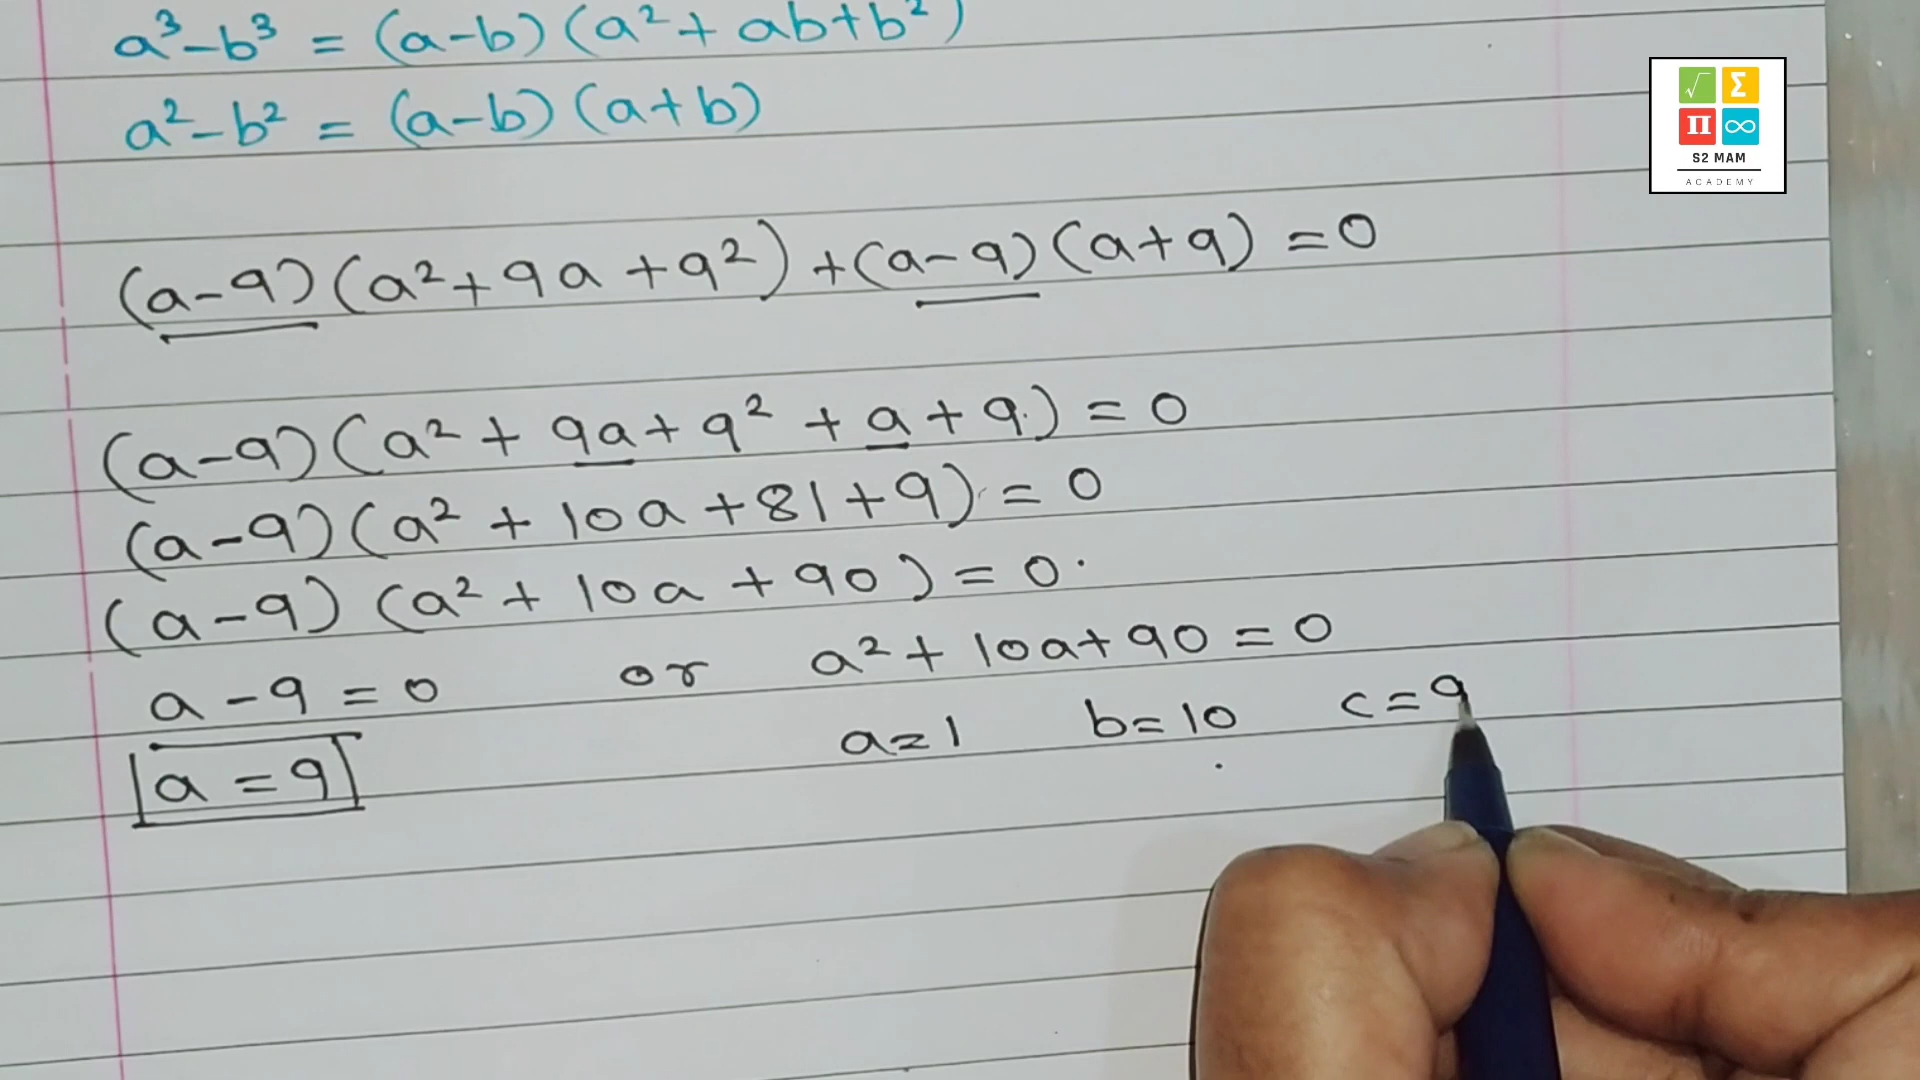 a³-b³ = (a-b)(a²+ab+b²)
a²-b² = (a-b)(a+b)
√ Σ
π ∞
S2 MAM
ACADEMY
(a-9)(a²+9a+9²)+(a-9)(a+9)=0
(a-9)(a²+9a+9²+a+9)=0
(a-9)(a²+10a+81+9)=0
(a-9)(a²+10a+90)=0.
a-9=0 or a²+10a+90=0
a=1 b=10 c=9
a=9